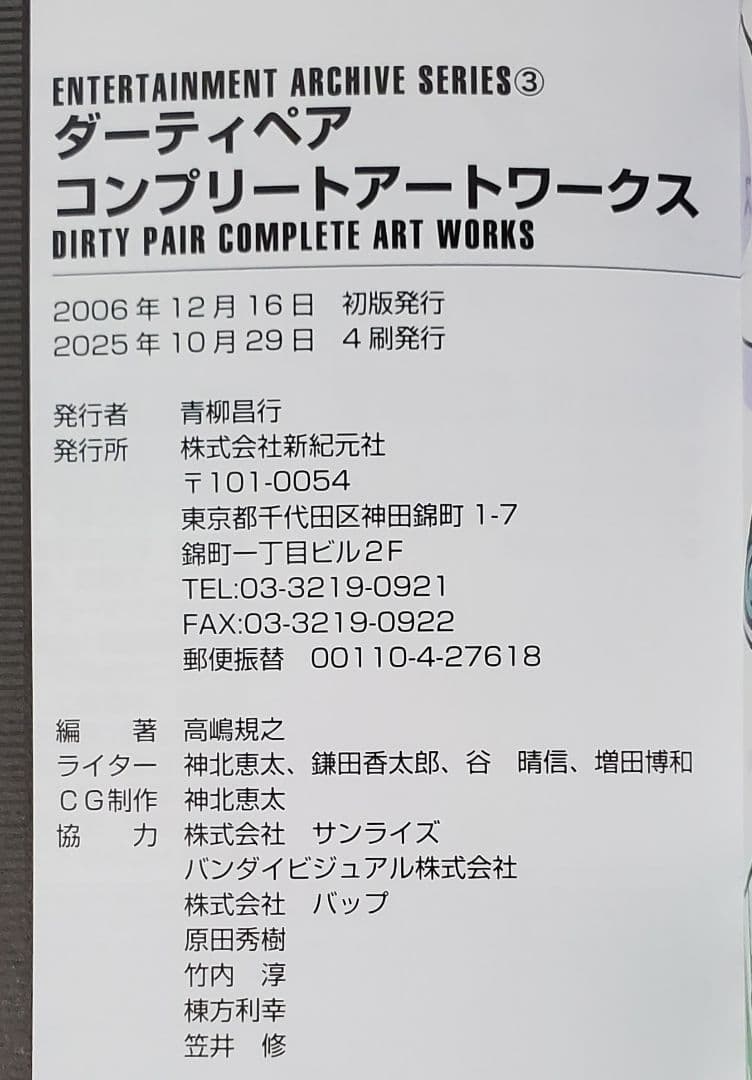 ENTERTAINMENT ARCHIVE SERIES③
ダーティペア
コンプリートアートワークス
DIRTY PAIR COMPLETE ART WORKS
2006年12月16日　初版発行
2025年10月29日　4刷発行
発行者　青柳昌行
発行所　株式会社新紀元社
〒101-0054
東京都千代田区神田錦町 1-7
錦町一丁目ビル2F
TEL:03-3219-0921
FAX:03-3219-0922
郵便振替　00110-4-27618
編　著　高嶋規之
ライター　神北恵太、鎌田香太郎、谷　晴信、増田博和
CG制作　神北恵太
協　力　株式会社　サンライズ
バンダイビジュアル株式会社
株式会社　バップ
原田秀樹
竹内　淳
棟方利幸
笠井　修